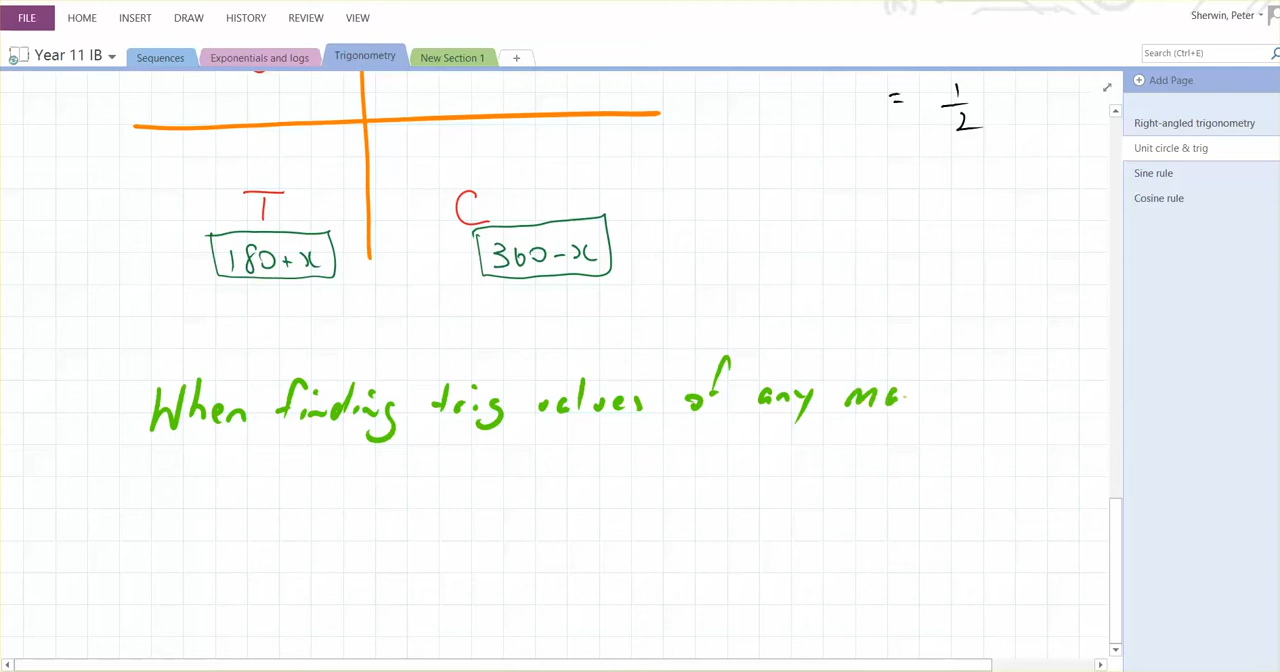 FILE HOME INSERT DRAW HISTORY REVIEW VIEW Sherwin, Peter
Year 11 IB Sequences Exponentials and logs Trigonometry New Section 1 + Search (Ctrl+E)
Add Page
= 1/2
Right-angled trigonometry
Unit circle & trig
Sine rule
Cosine rule
T C
180+x 360-x
When finding trig values of any ma